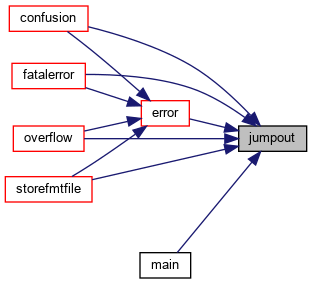 confusion
fatalerror
error
overflow
jumpout
storefmtfile
main